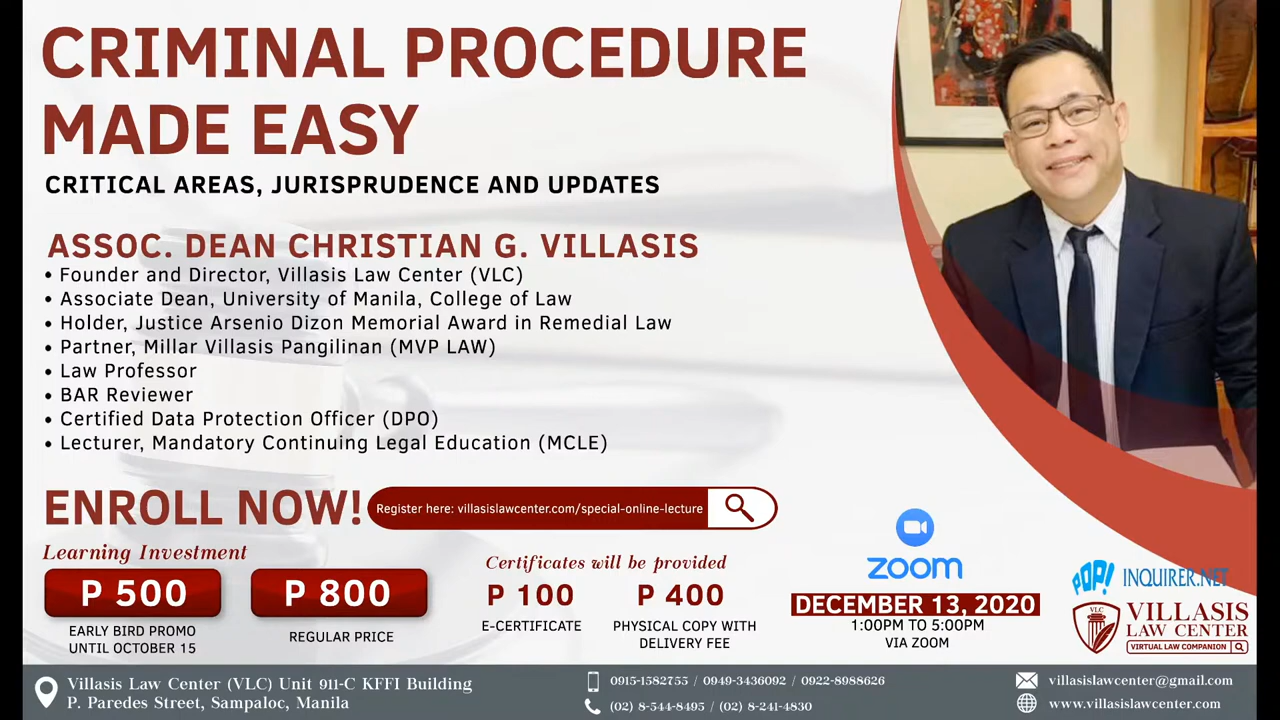 CRIMINAL PROCEDURE
MADE EASY
CRITICAL AREAS, JURISPRUDENCE AND UPDATES
ASSOC. DEAN CHRISTIAN G. VILLASIS
• Founder and Director, Villasis Law Center (VLC)
• Associate Dean, University of Manila, College of Law
• Holder, Justice Arsenio Dizon Memorial Award in Remedial Law
• Partner, Millar Villasis Pangilinan (MVP LAW)
• Law Professor
• BAR Reviewer
• Certified Data Protection Officer (DPO)
• Lecturer, Mandatory Continuing Legal Education (MCLE)
ENROLL NOW!
Register here: villasislawcenter.com/special-online-lecture
Learning Investment
P 500
EARLY BIRD PROMO
UNTIL OCTOBER 15
P 800
REGULAR PRICE
Certificates will be provided
P 100
E-CERTIFICATE
P 400
PHYSICAL COPY WITH
DELIVERY FEE
zoom
DECEMBER 13, 2020
1:00PM TO 5:00PM
VIA ZOOM
POP! INQUIRER.NET
VLC
VILLASIS
LAW CENTER
VIRTUAL LAW COMPANION
Villasis Law Center (VLC) Unit 911-C KFFI Building
P. Paredes Street, Sampaloc, Manila
0915-1582755 / 0949-3436092 / 0922-8988626
(02) 8-544-8495 / (02) 8-241-4830
villasislawcenter@gmail.com
www.villasislawcenter.com